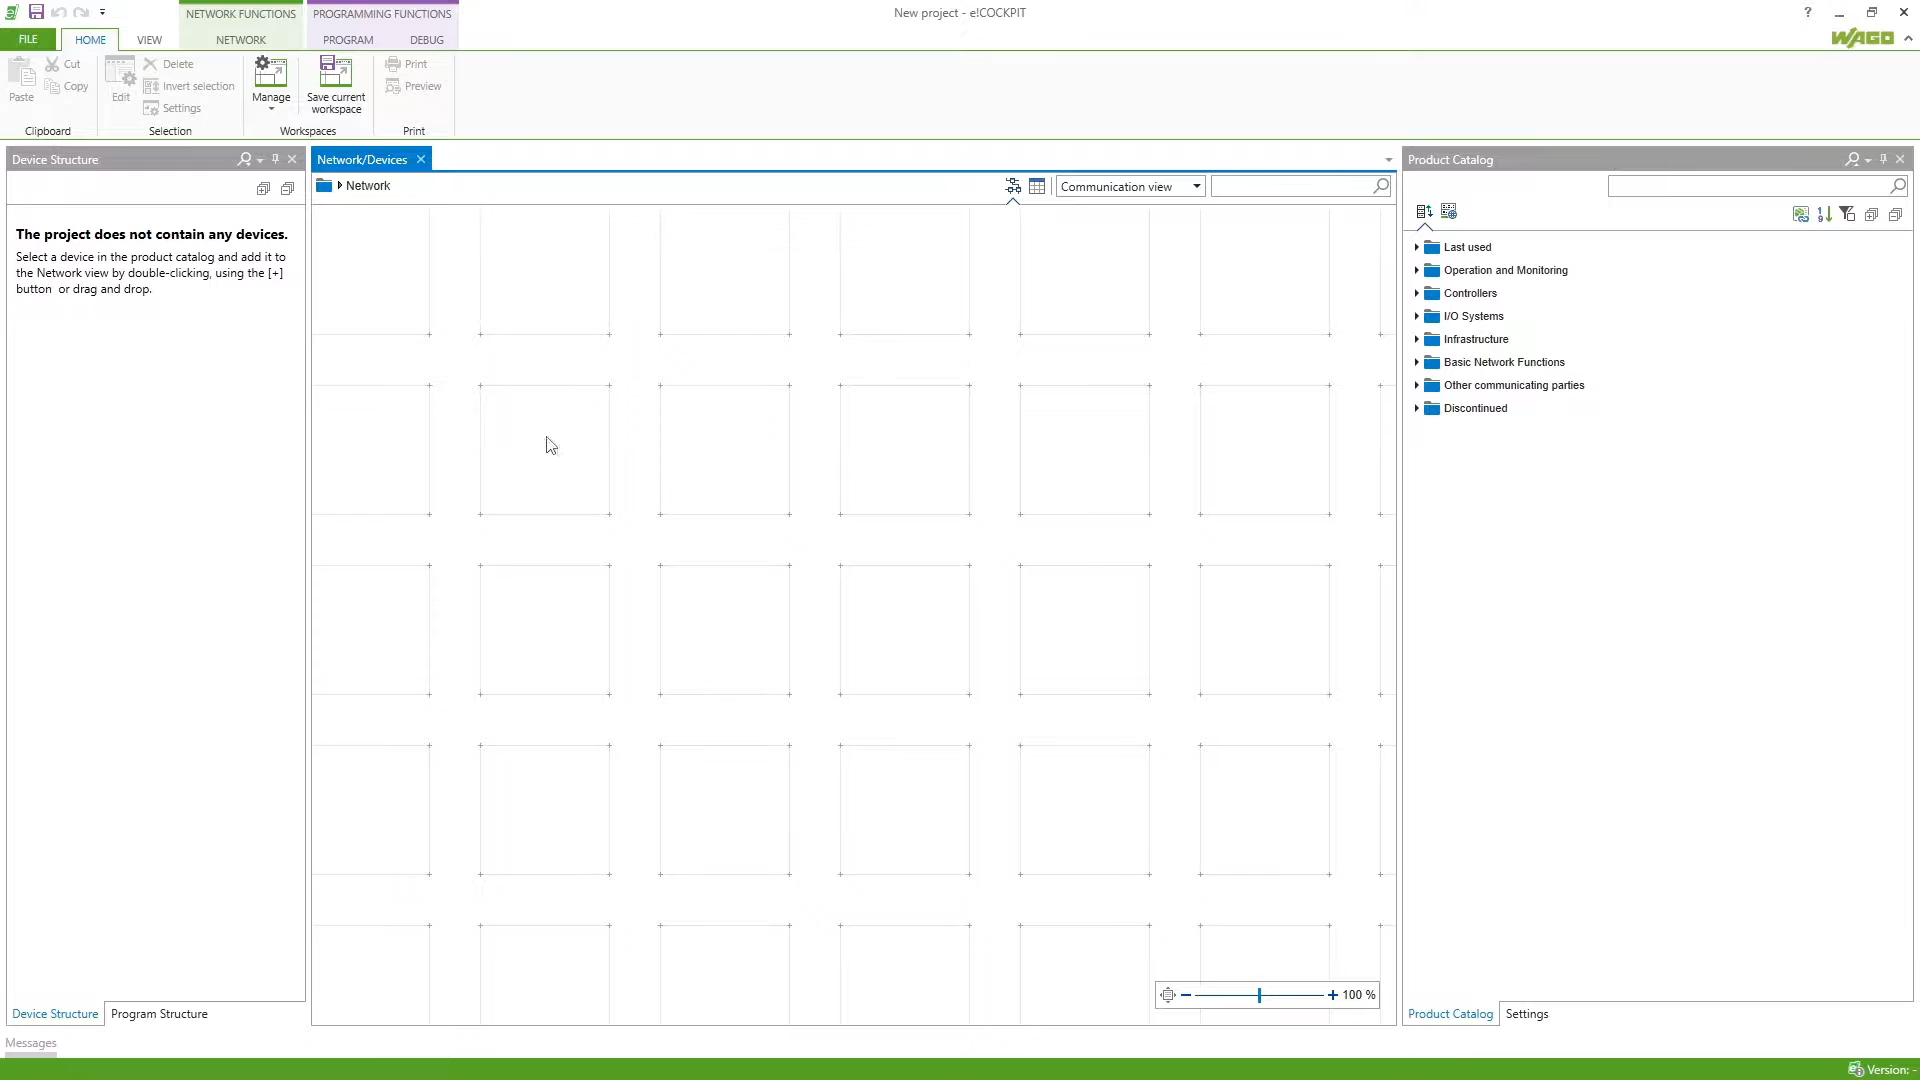 NETWORK FUNCTIONS
PROGRAMMING FUNCTIONS
New project - e!COCKPIT
?
FILE
HOME
VIEW
NETWORK
PROGRAM
DEBUG
WAGO
Paste
Cut
Copy
Clipboard
Edit
Delete
Invert selection
Settings
Selection
Manage
Save current
workspace
Workspaces
Print
Preview
Print
Device Structure
The project does not contain any devices.
Select a device in the product catalog and add it to
the Network view by double-clicking, using the [+]
button or drag and drop.
Device Structure
Program Structure
Network/Devices
Network
Communication view
100 %
Product Catalog
Last used
Operation and Monitoring
Controllers
I/O Systems
Infrastructure
Basic Network Functions
Other communicating parties
Discontinued
Product Catalog
Settings
Messages
Version: -